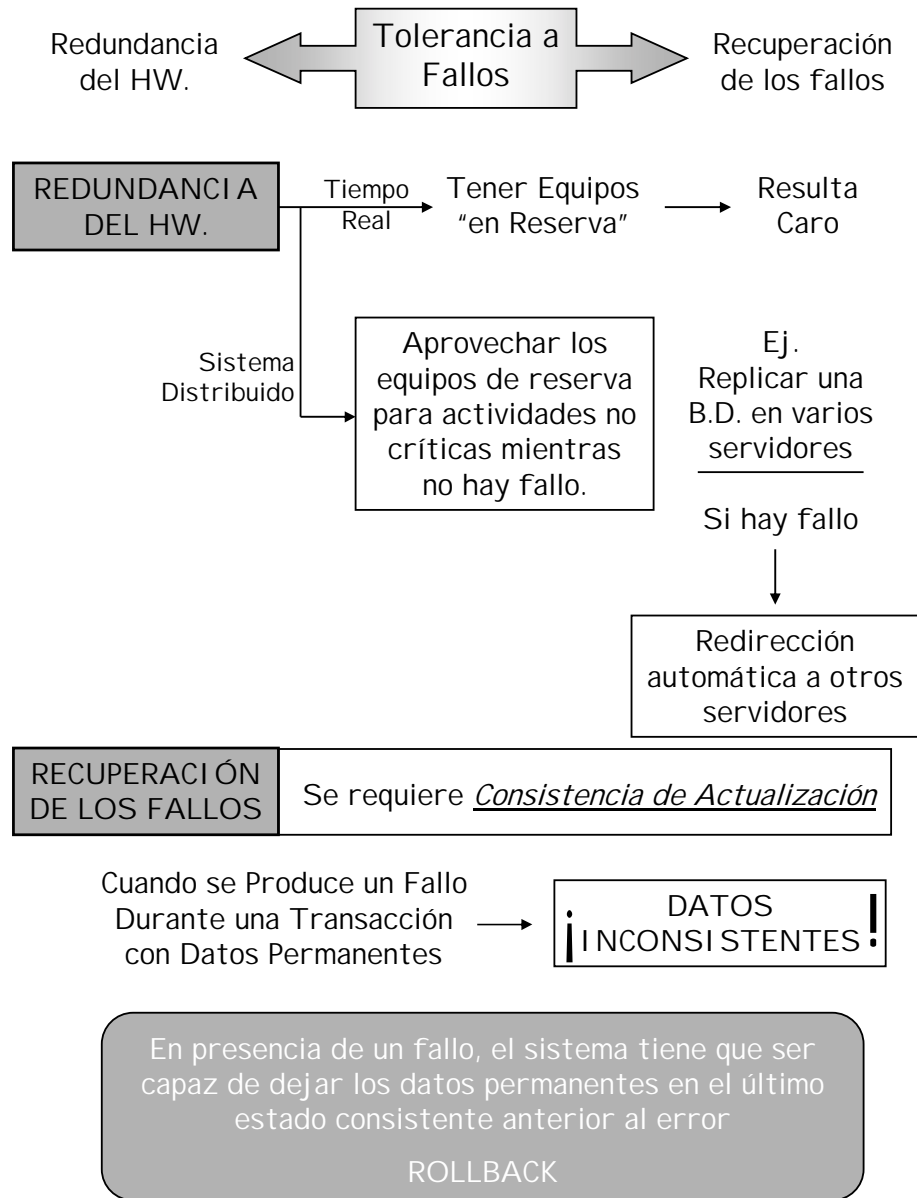 Redundancia
del HW.
Tolerancia a
Fallos
Recuperación
de los fallos
REDUNDANCIA
DEL HW.
Tiempo
Real
Tener Equipos
“en Reserva”
Resulta
Caro
Sistema
Distribuido
Aprovechar los
equipos de reserva
para actividades no
críticas mientras
no hay fallo.
Ej.
Replicar una
B.D. en varios
servidores
Si hay fallo
Redirección
automática a otros
servidores
RECUPERACIÓN
DE LOS FALLOS
Se requiere Consistencia de Actualización
Cuando se Produce un Fallo
Durante una Transacción
con Datos Permanentes
¡DATOS
INCONSISTENTES!
En presencia de un fallo, el sistema tiene que ser
capaz de dejar los datos permanentes en el último
estado consistente anterior al error
ROLLBACK